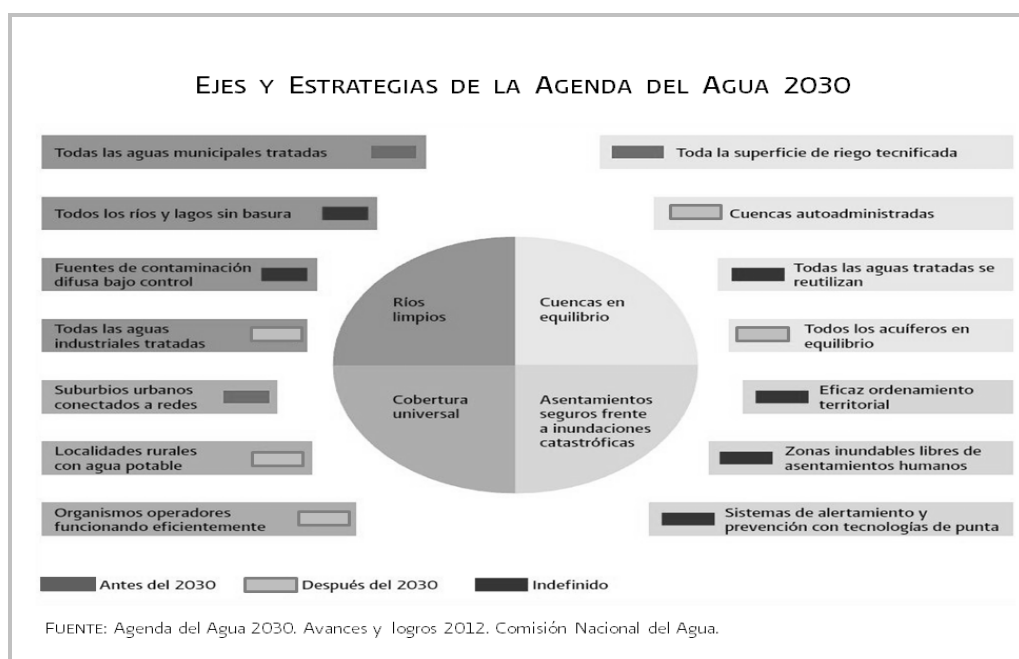 EJES Y ESTRATEGIAS DE LA AGENDA DEL AGUA 2030
Todas las aguas municipales tratadas
Todos los ríos y lagos sin basura
Fuentes de contaminación
difusa bajo control
Todas las aguas
industriales tratadas
Suburbios urbanos
conectados a redes
Localidades rurales
con agua potable
Organismos operadores
funcionando eficientemente
Ríos
limpios
Cuencas en
equilibrio
Cobertura
universal
Asentamientos
seguros frente
a inundaciones
catastróficas
Toda la superficie de riego tecnificada
Cuencas autoadministradas
Todas las aguas tratadas se
reutilizan
Todos los acuíferos en
equilibrio
Eficaz ordenamiento
territorial
Zonas inundables libres de
asentamientos humanos
Sistemas de alertamiento y
prevención con tecnologías de punta
Antes del 2030
Después del 2030
Indefinido
FUENTE: Agenda del Agua 2030. Avances y logros 2012. Comisión Nacional del Agua.